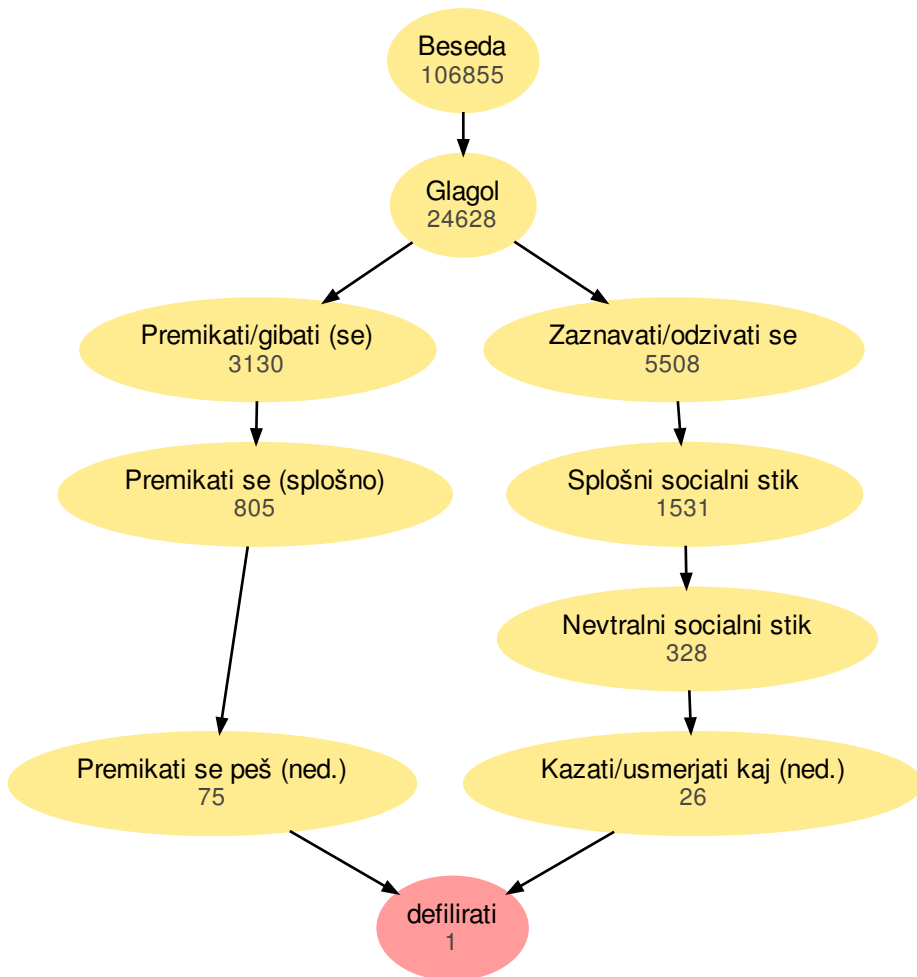 Beseda
106855
Glagol
24628
Premikati/gibati (se)
3130
Zaznavati/odzivati se
5508
Premikati se (splošno)
805
Splošni socialni stik
1531
Nevtralni socialni stik
328
Premikati se peš (ned.)
75
Kazati/usmerjati kaj (ned.)
26
defilirati
1